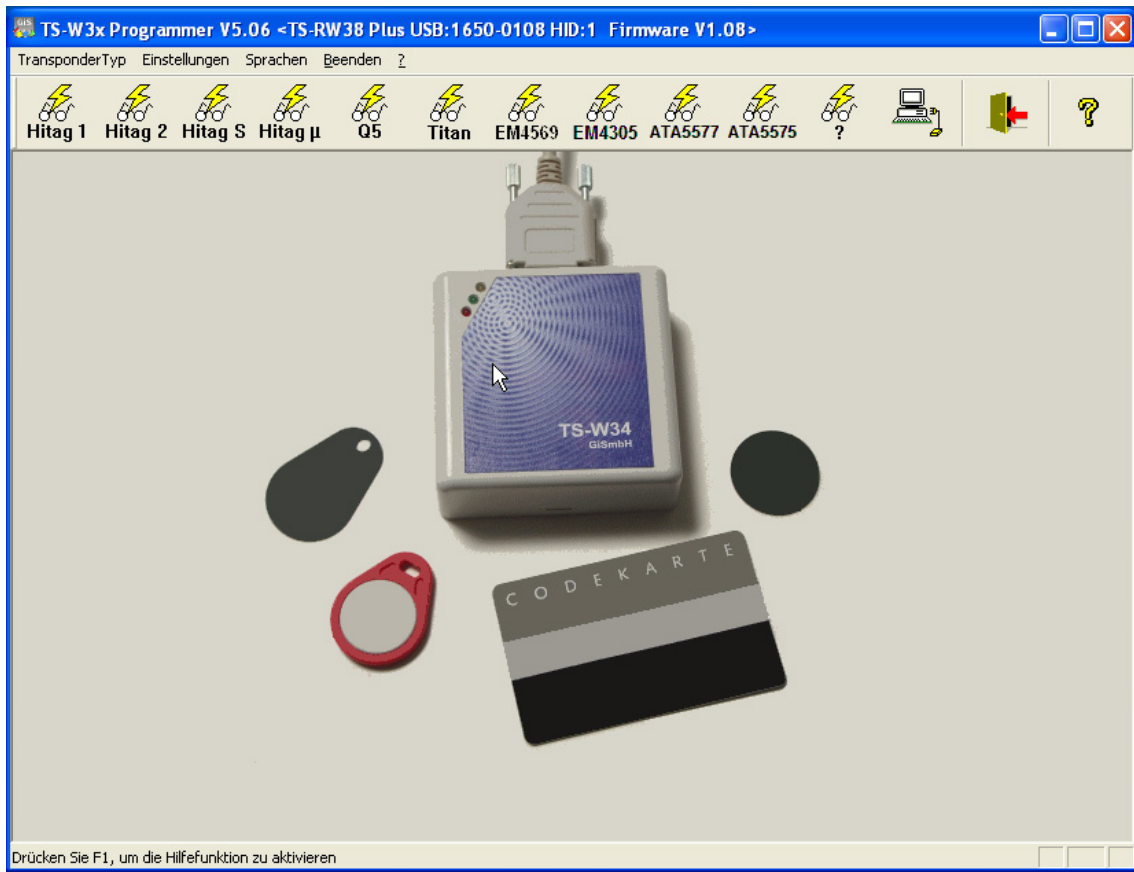 TS-W3x Programmer V5.06 <TS-RW38 Plus USB:1650-0108 HID:1 Firmware V1.08>
TransponderTyp Einstellungen Sprachen Beenden ?
Hitag 1 Hitag 2 Hitag S Hitag µ Q5 Titan EM4569 EM4305 ATA5577 ATA5575 ?
TS-W34
GiSmbH
CODEKARTE
Drücken Sie F1, um die Hilfefunktion zu aktivieren